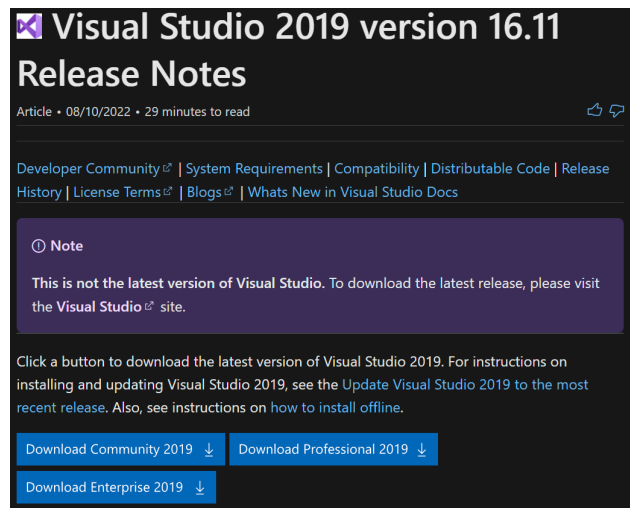 Visual Studio 2019 version 16.11
Release Notes
Article • 08/10/2022 • 29 minutes to read
Developer Community | System Requirements | Compatibility | Distributable Code | Release
History | License Terms | Blogs | Whats New in Visual Studio Docs
Note
This is not the latest version of Visual Studio. To download the latest release, please visit
the Visual Studio site.
Click a button to download the latest version of Visual Studio 2019. For instructions on
installing and updating Visual Studio 2019, see the Update Visual Studio 2019 to the most
recent release. Also, see instructions on how to install offline.
Download Community 2019 Download Professional 2019
Download Enterprise 2019